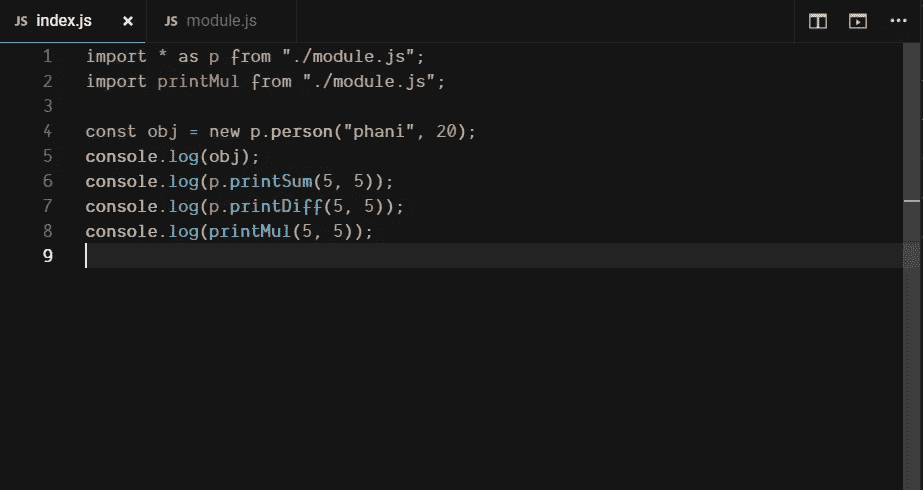 JS index.js × JS module.js ...
1 import * as p from "./module.js";
2 import printMul from "./module.js";
3
4 const obj = new p.person("phani", 20);
5 console.log(obj);
6 console.log(p.printSum(5, 5));
7 console.log(p.printDiff(5, 5));
8 console.log(printMul(5, 5));
9